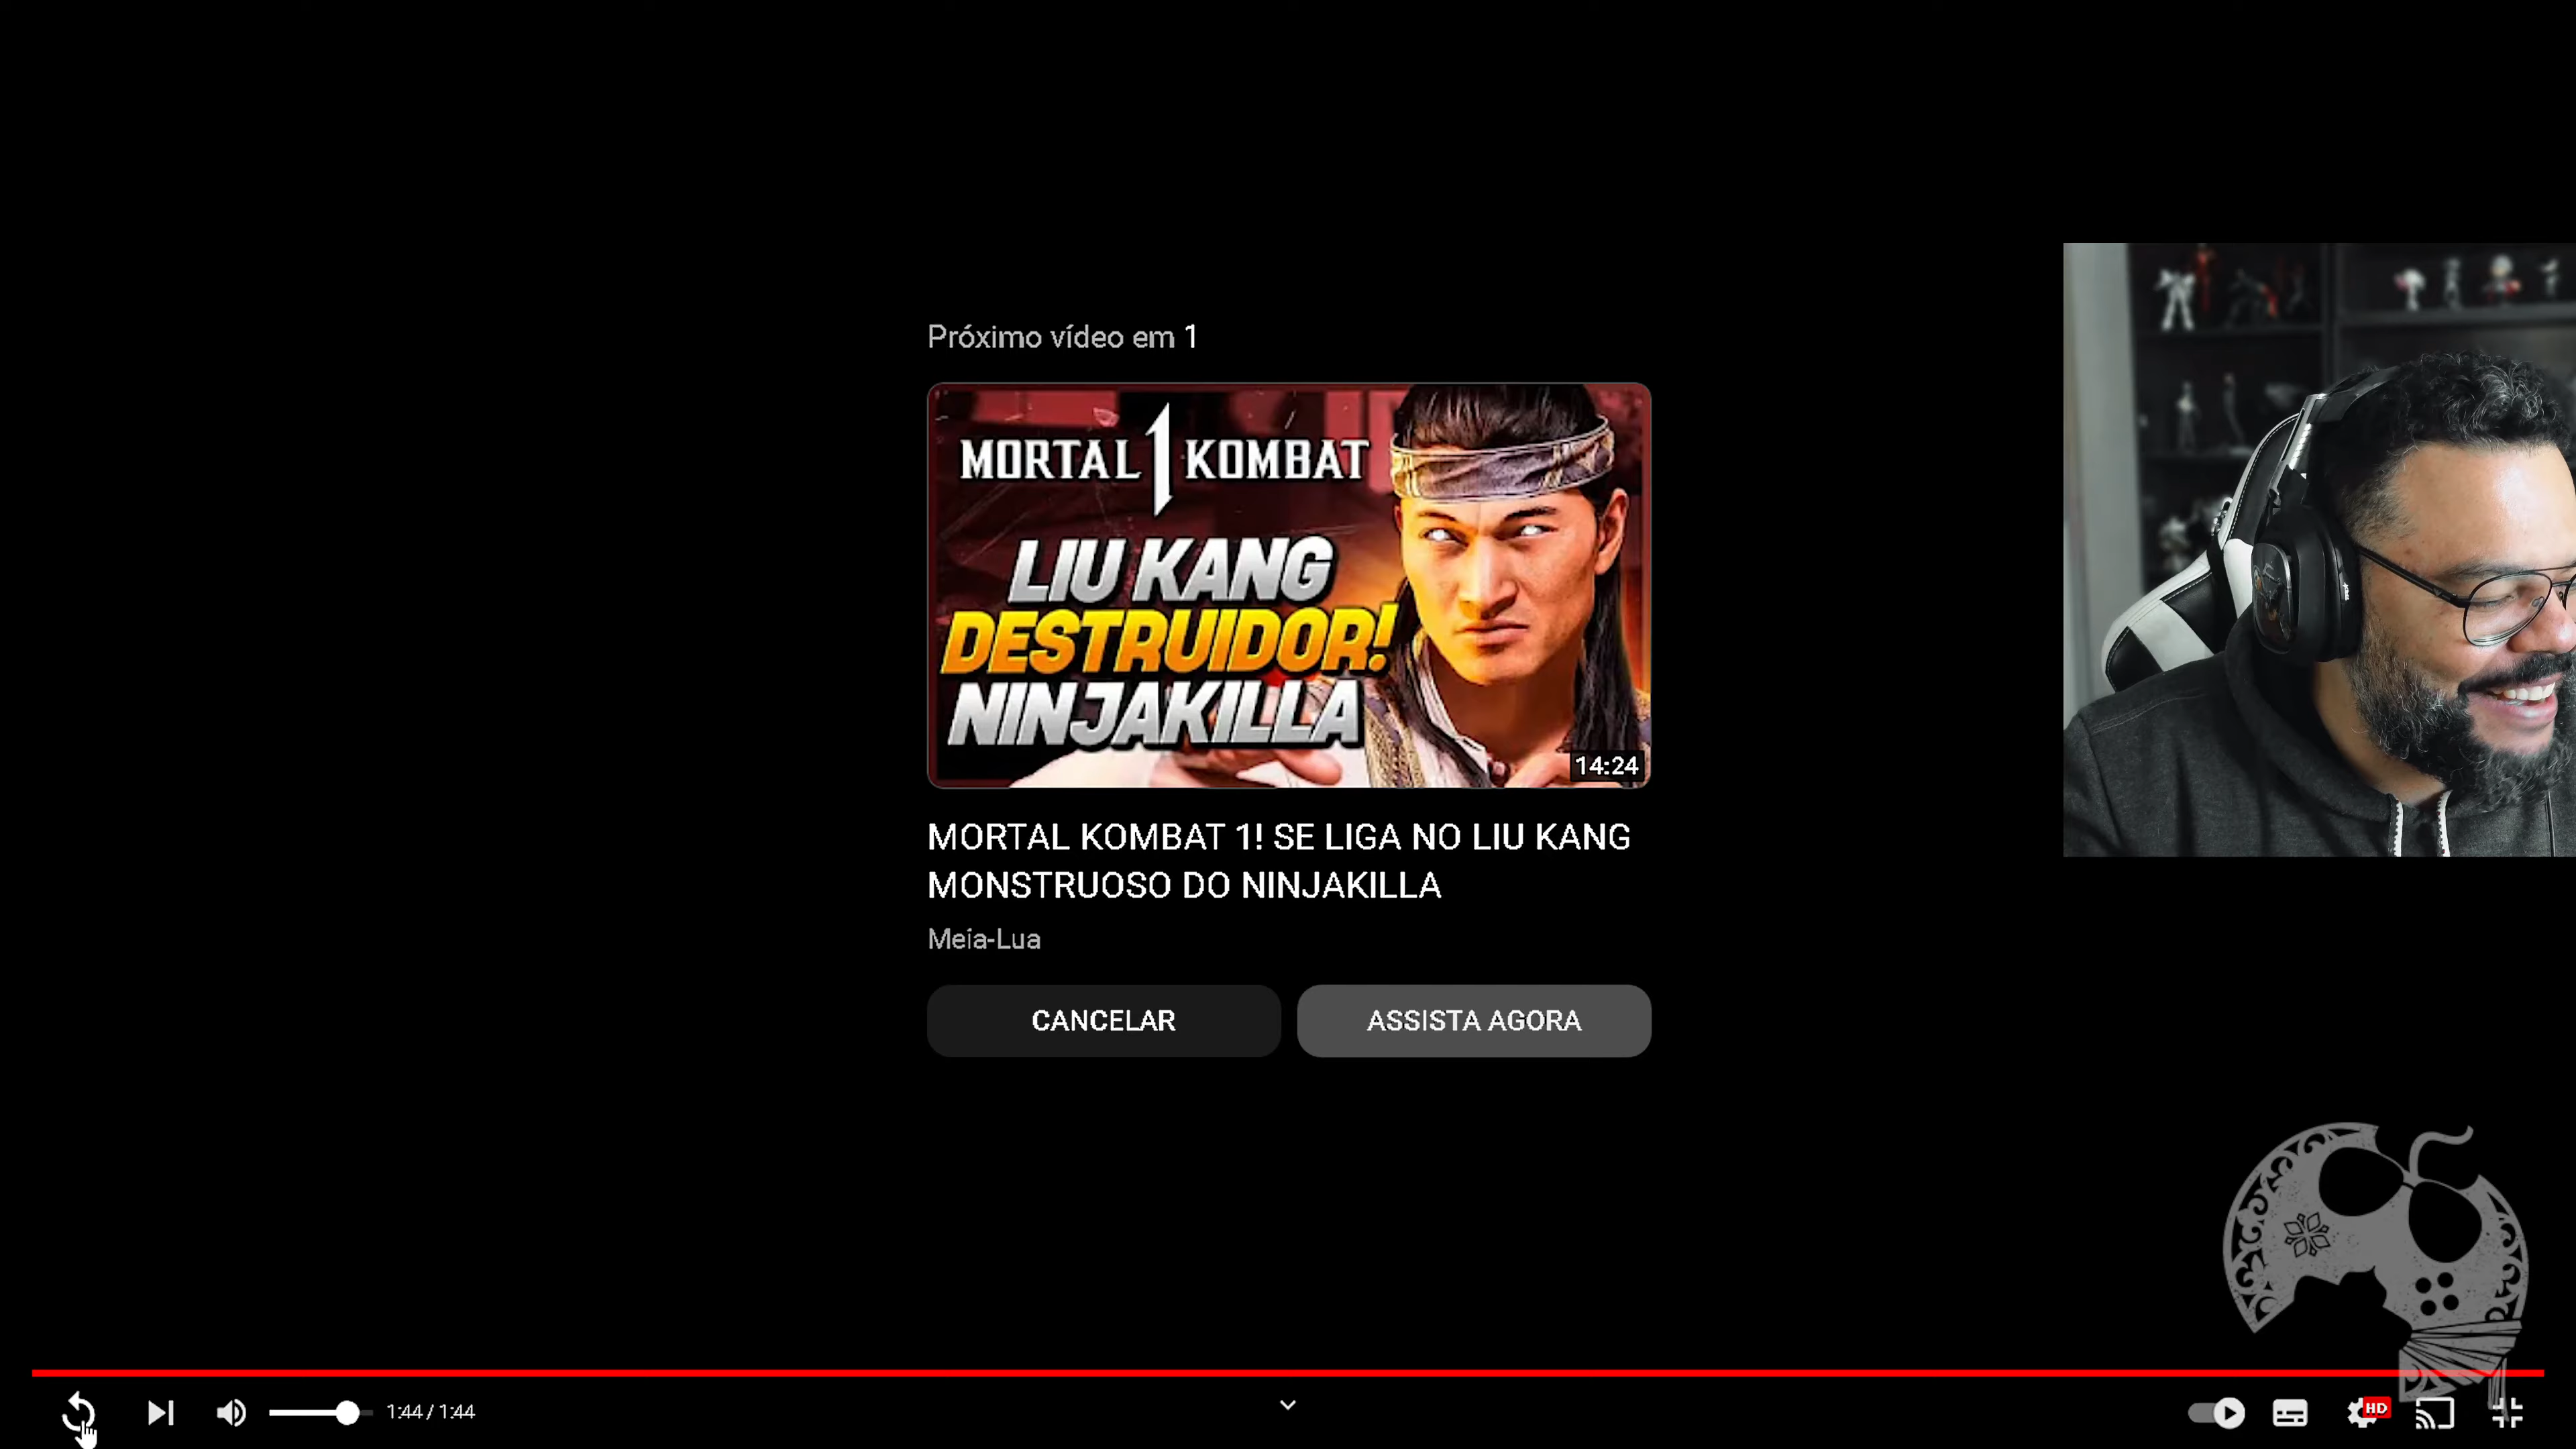 Próximo vídeo em 1
MORTAL 1 KOMBAT
LIU KANG
DESTRUIDOR!
NINJAKILLA
14:24
MORTAL KOMBAT 1! SE LIGA NO LIU KANG
MONSTRUOSO DO NINJAKILLA
Meia-Lua
CANCELAR
ASSISTA AGORA
1:44 / 1:44
HD